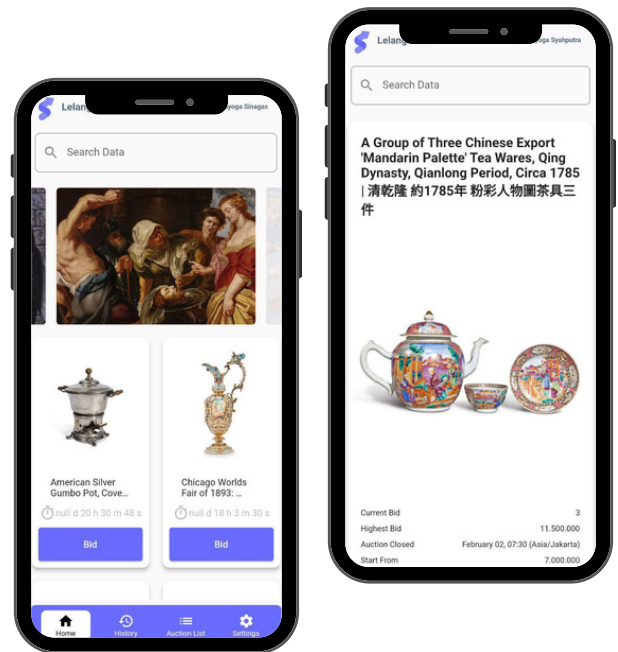 Lelang
yoga Sinagas
Search Data
American Silver
Gumbo Pot, Cove...
null d 20 h 30 m 48 s
Bid
Chicago Worlds
Fair of 1893: ...
null d 18 h 3 m 30 s
Bid
Home
History
Auction List
Settings
Lelang
yoga Syahputra
Search Data
A Group of Three Chinese Export
'Mandarin Palette' Tea Wares, Qing
Dynasty, Qianlong Period, Circa 1785
| 清乾隆 約1785年 粉彩人物圖茶具三
件
Current Bid 3
Highest Bid 11.500.000
Auction Closed February 02, 07:30 (Asia/Jakarta)
Start From 7.000.000